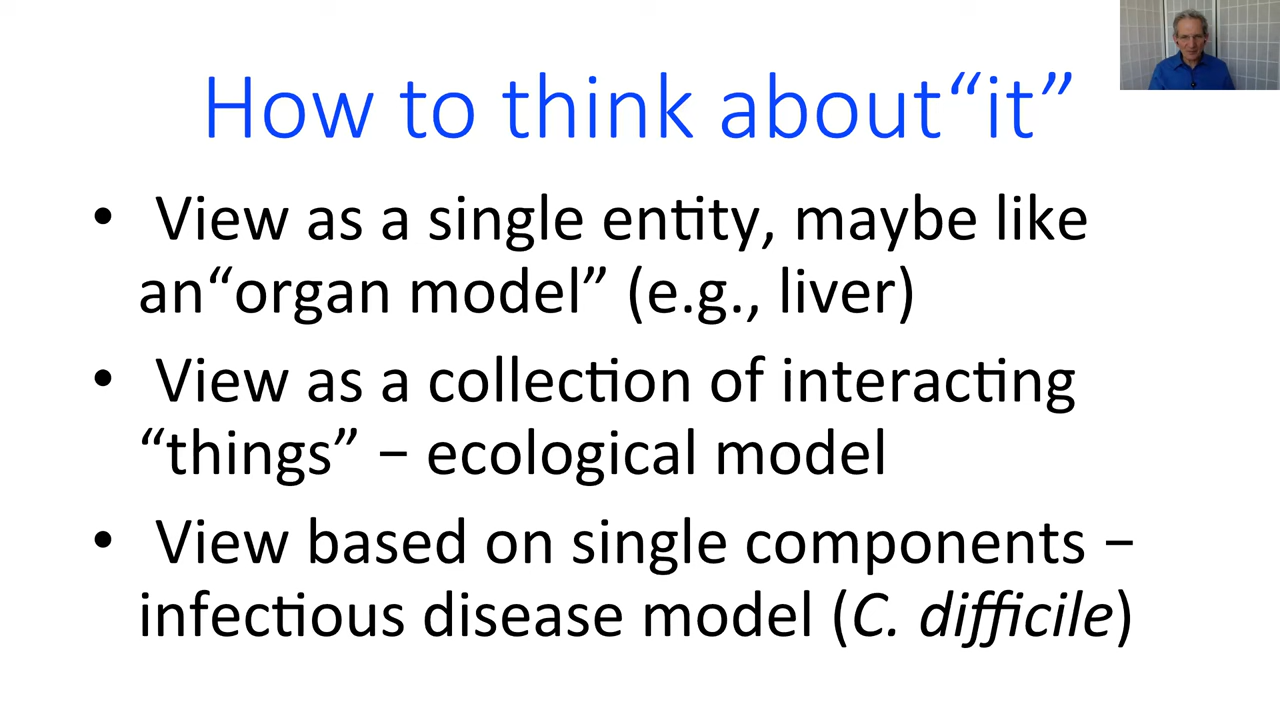 How to think about“it”
• View as a single entity, maybe like
an“organ model” (e.g., liver)
• View as a collection of interacting
“things” – ecological model
• View based on single components –
infectious disease model (C. difficile)